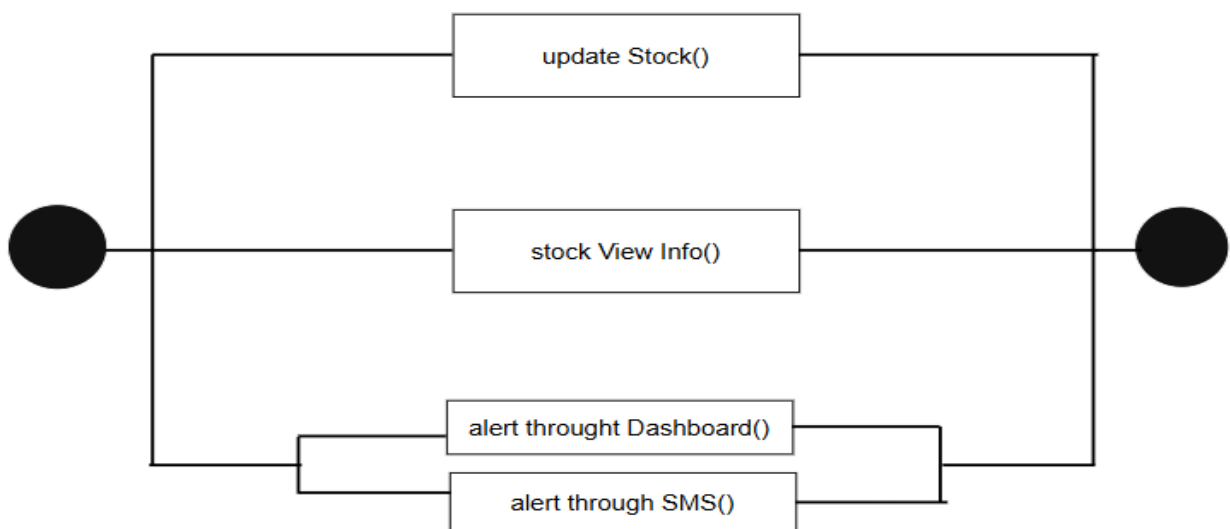 update Stock()
stock View Info()
alert throught Dashboard()
alert through SMS()